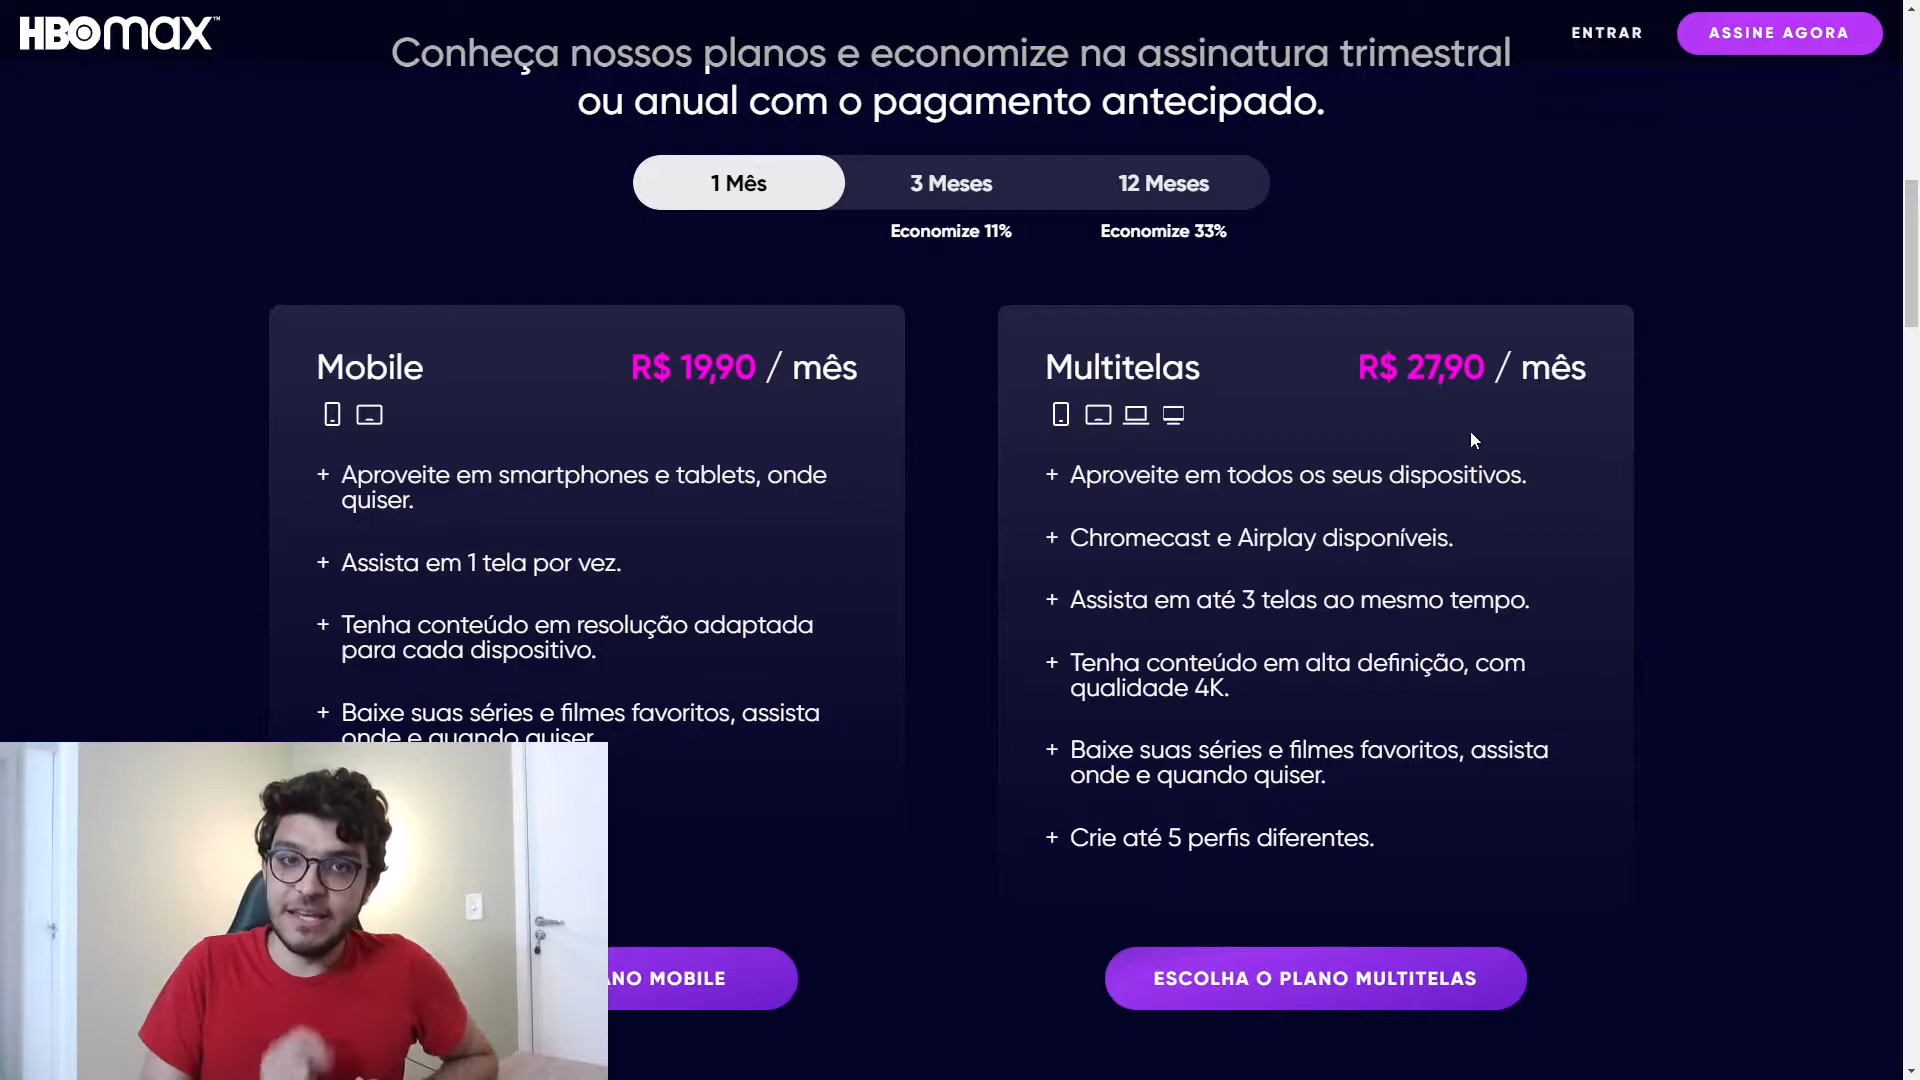 HBOmax™
ENTRAR
ASSINE AGORA
Conheça nossos planos e economize na assinatura trimestral
ou anual com o pagamento antecipado.
1 Mês
3 Meses
12 Meses
Economize 11%
Economize 33%
Mobile
R$ 19,90 / mês
+ Aproveite em smartphones e tablets, onde
quiser.
+ Assista em 1 tela por vez.
+ Tenha conteúdo em resolução adaptada
para cada dispositivo.
+ Baixe suas séries e filmes favoritos, assista
onde e quando quiser.
ANO MOBILE
Multitelas
R$ 27,90 / mês
+ Aproveite em todos os seus dispositivos.
+ Chromecast e Airplay disponíveis.
+ Assista em até 3 telas ao mesmo tempo.
+ Tenha conteúdo em alta definição, com
qualidade 4K.
+ Baixe suas séries e filmes favoritos, assista
onde e quando quiser.
+ Crie até 5 perfis diferentes.
ESCOLHA O PLANO MULTITELAS